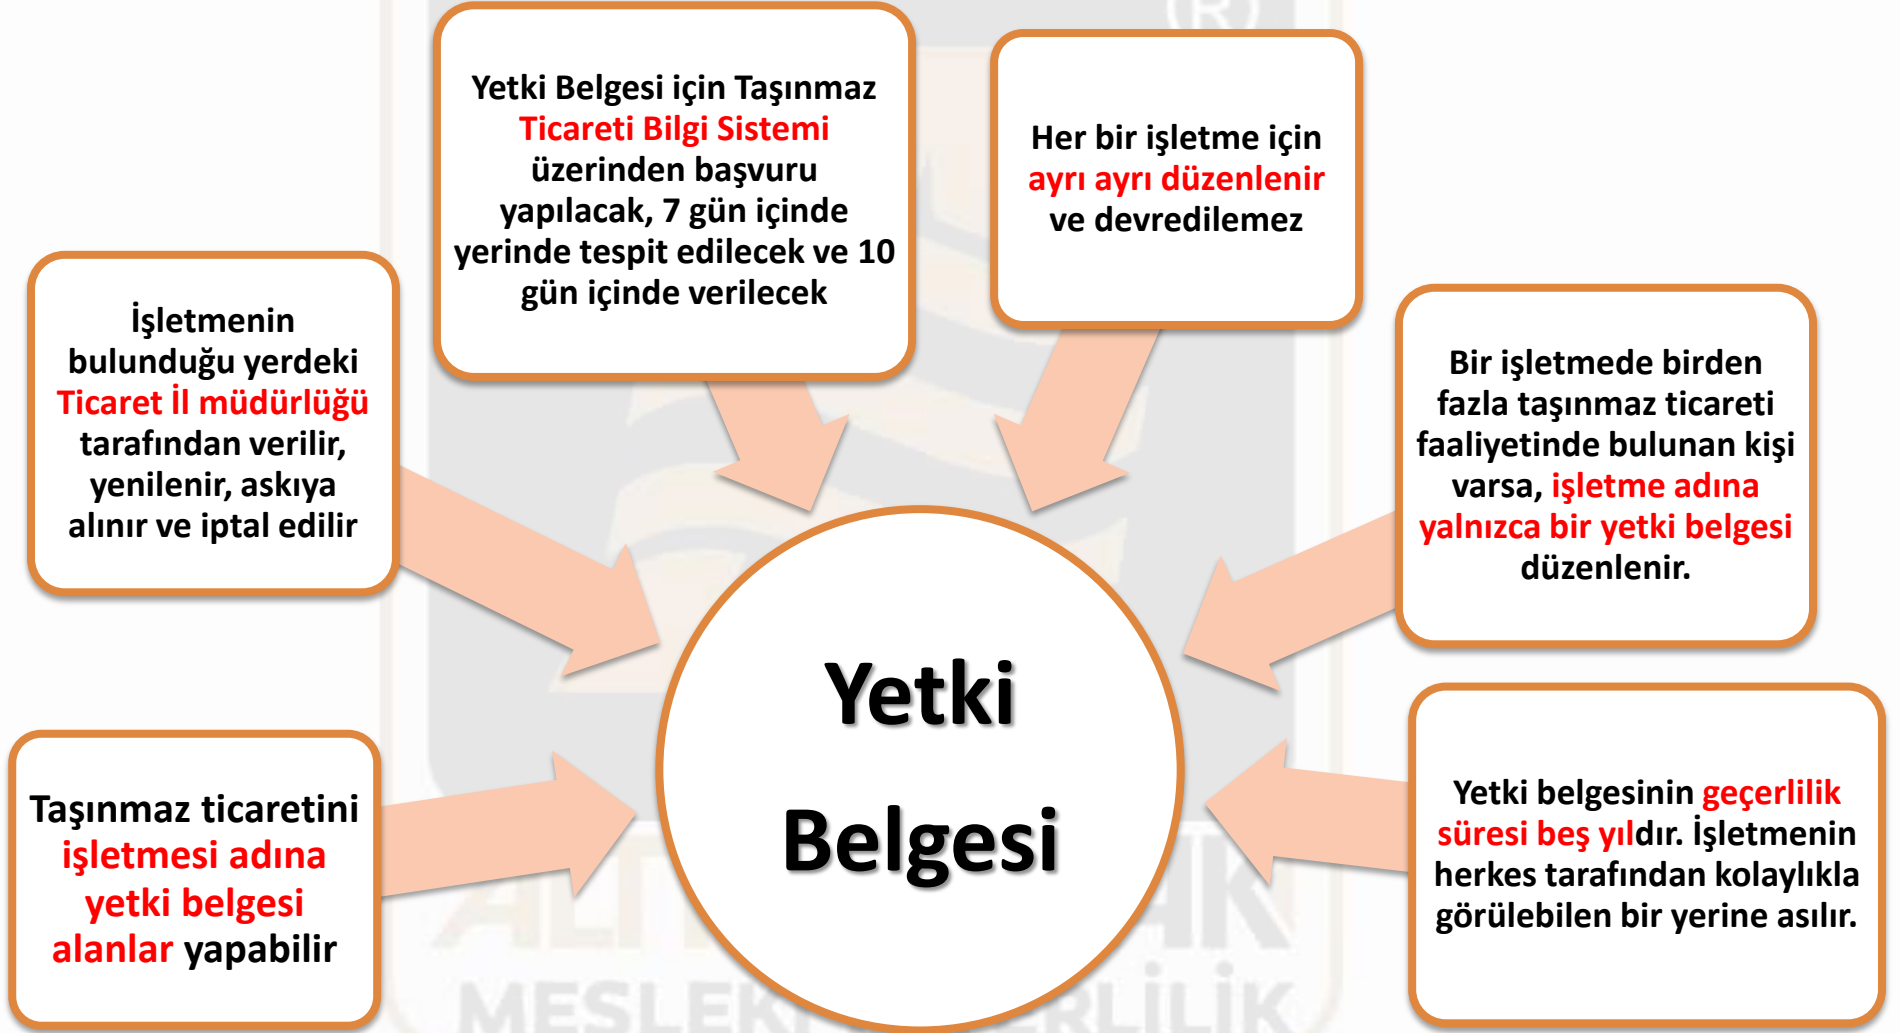 Yetki Belgesi için Taşınmaz
Ticareti Bilgi Sistemi
üzerinden başvuru
yapılacak, 7 gün içinde
yerinde tespit edilecek ve 10
gün içinde verilecek
Her bir işletme için
ayrı ayrı düzenlenir
ve devredilemez
İşletmenin
bulunduğu yerdeki
Ticaret İl müdürlüğü
tarafından verilir,
yenilenir, askıya
alınır ve iptal edilir
Bir işletmede birden
fazla taşınmaz ticareti
faaliyetinde bulunan kişi
varsa, işletme adına
yalnızca bir yetki belgesi
düzenlenir.
Taşınmaz ticaretini
işletmesi adına
yetki belgesi
alanlar yapabilir
Yetki
Belgesi
Yetki belgesinin geçerlilik
süresi beş yıldır. İşletmenin
herkes tarafından kolaylıkla
görülebilen bir yerine asılır.
®